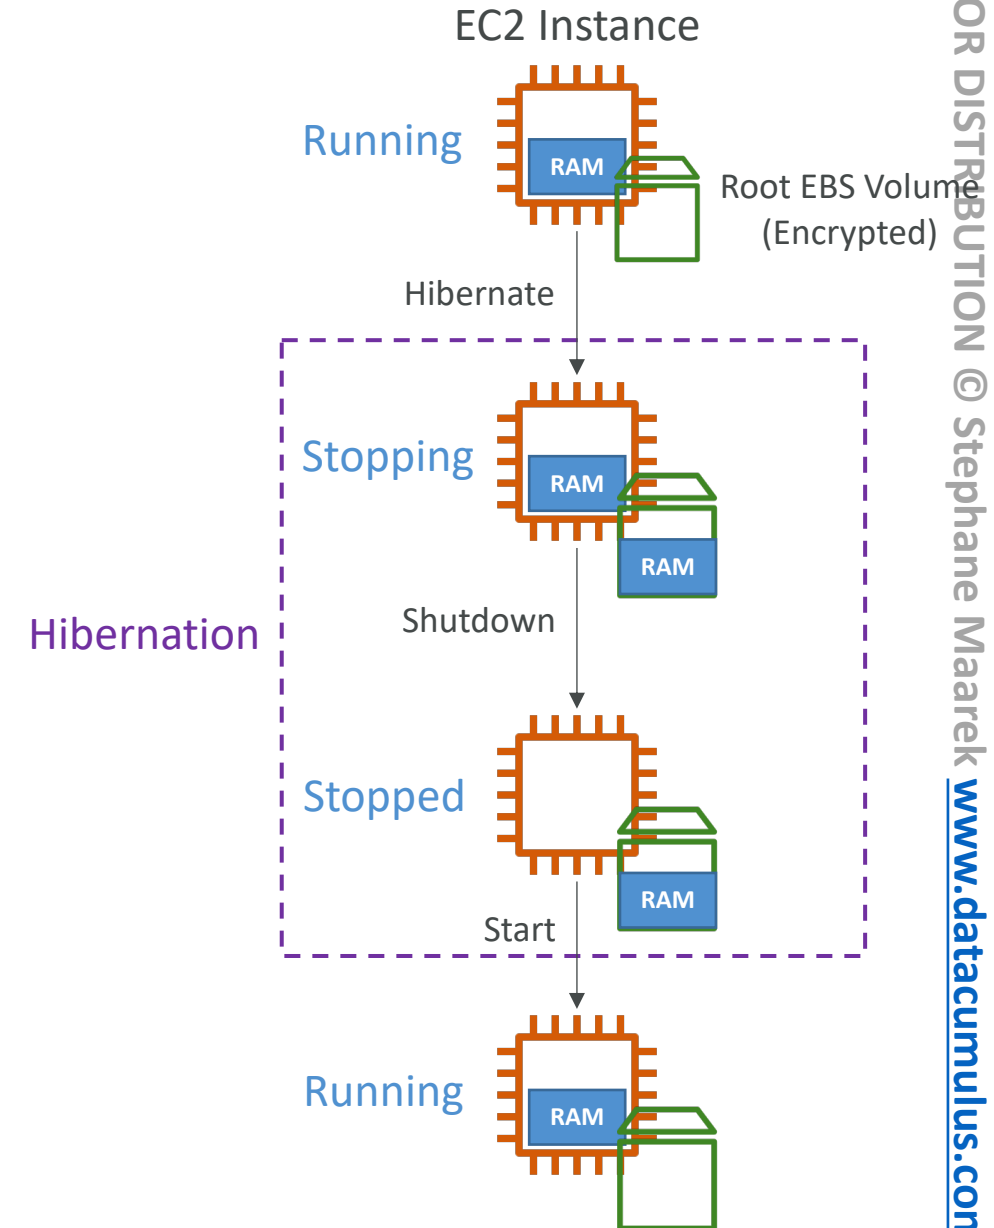 EC2 Instance
Running
RAM
Root EBS Volume
(Encrypted)
Hibernate
Stopping
RAM
RAM
Shutdown
Hibernation
Stopped
RAM
Start
Running
RAM
OR DISTRIBUTION © Stephane Maarek www.datacumulus.com